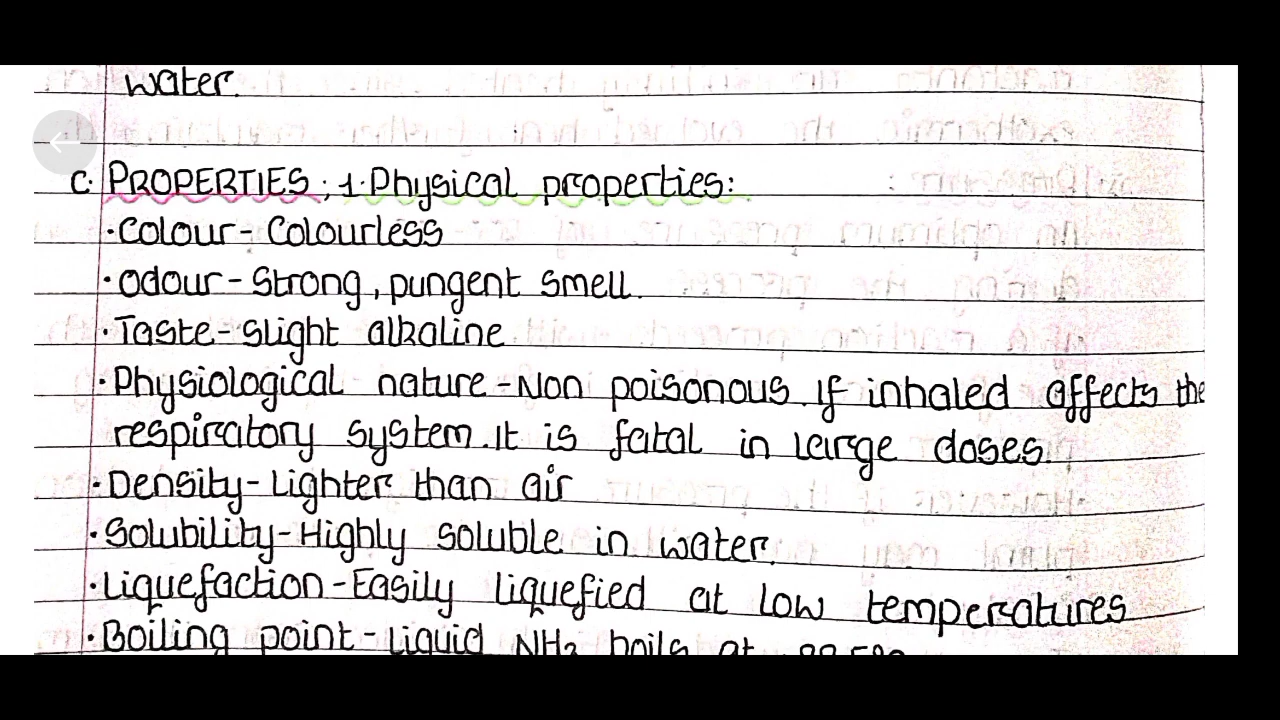 water.
C. PROPERTIES; 1. Physical properties:
· Colour - Colourless
· Odour - Strong, pungent smell.
· Taste - Slight alkaline
· Physiological nature - Non poisonous. If inhaled affects the
respiratory system. It is fatal in large doses.
· Density - Lighter than air
· Solubility - Highly soluble in water.
· Liquefaction - Easily liquefied at low temperatures
· Boiling point - Liquid NH₃ boils at